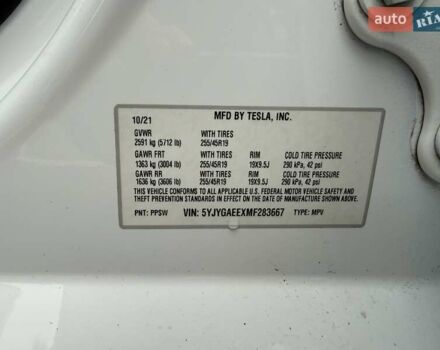 auto RIA
MFD BY TESLA, INC.
10/21
GVWR WITH TIRES
2591 kg (5712 lb) 255/45R19
GAWR FRT WITH TIRES RIM COLD TIRE PRESSURE
1363 kg (3004 lb) 255/45R19 19X9.5J 290 kPa, 42 psi
GAWR RR WITH TIRES RIM COLD TIRE PRESSURE
1636 kg (3606 lb) 255/45R19 19X9.5J 290 kPa, 42 psi
THIS VEHICLE CONFORMS TO ALL APPLICABLE U.S. FEDERAL MOTOR VEHICLE SAFETY AND
THEFT PREVENTION STANDARDS IN EFFECT ON THE DATE OF MANUFACTURE SHOWN ABOVE.
PNT: PPSW VIN: 5YJYGAEEXMF283667 TYPE: MPV